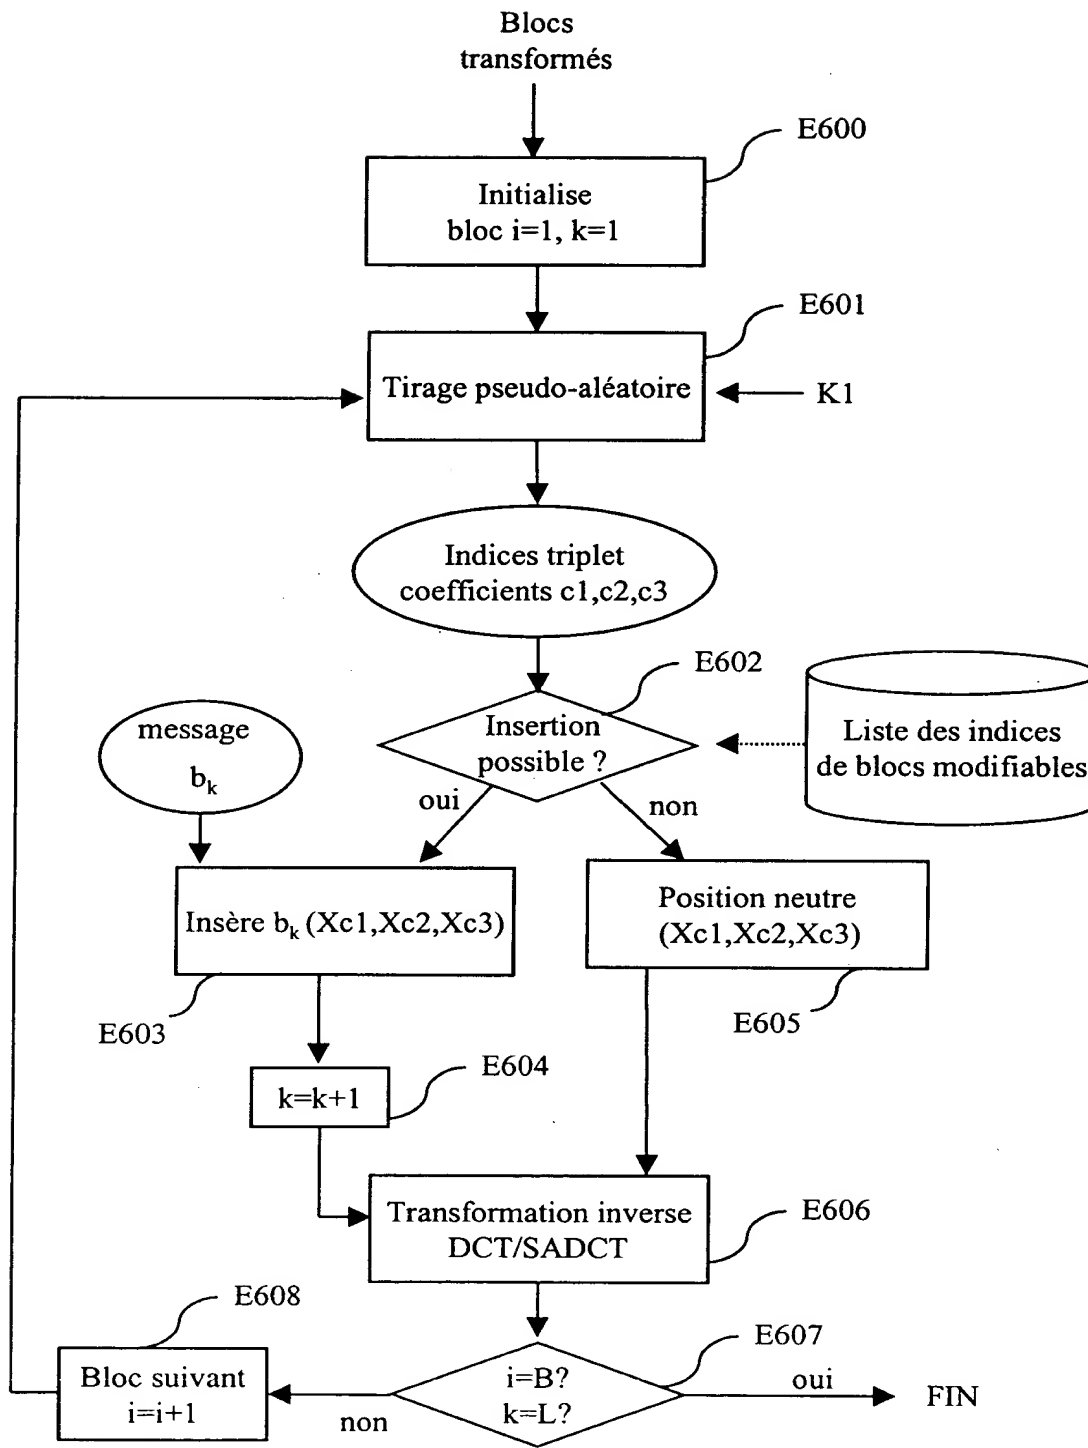 Blocs
transformés
E600
Initialise
bloc i=1, k=1
E601
Tirage pseudo-aléatoire
K1
Indices triplet
coefficients c1,c2,c3
E602
Insertion
possible ?
Liste des indices
de blocs modifiables
message
b_k
oui
non
Insère b_k (Xc1,Xc2,Xc3)
Position neutre
(Xc1,Xc2,Xc3)
E603
E605
E604
k=k+1
Transformation inverse
DCT/SADCT
E606
E608
E607
Bloc suivant
i=i+1
i=B?
k=L?
non
oui
FIN